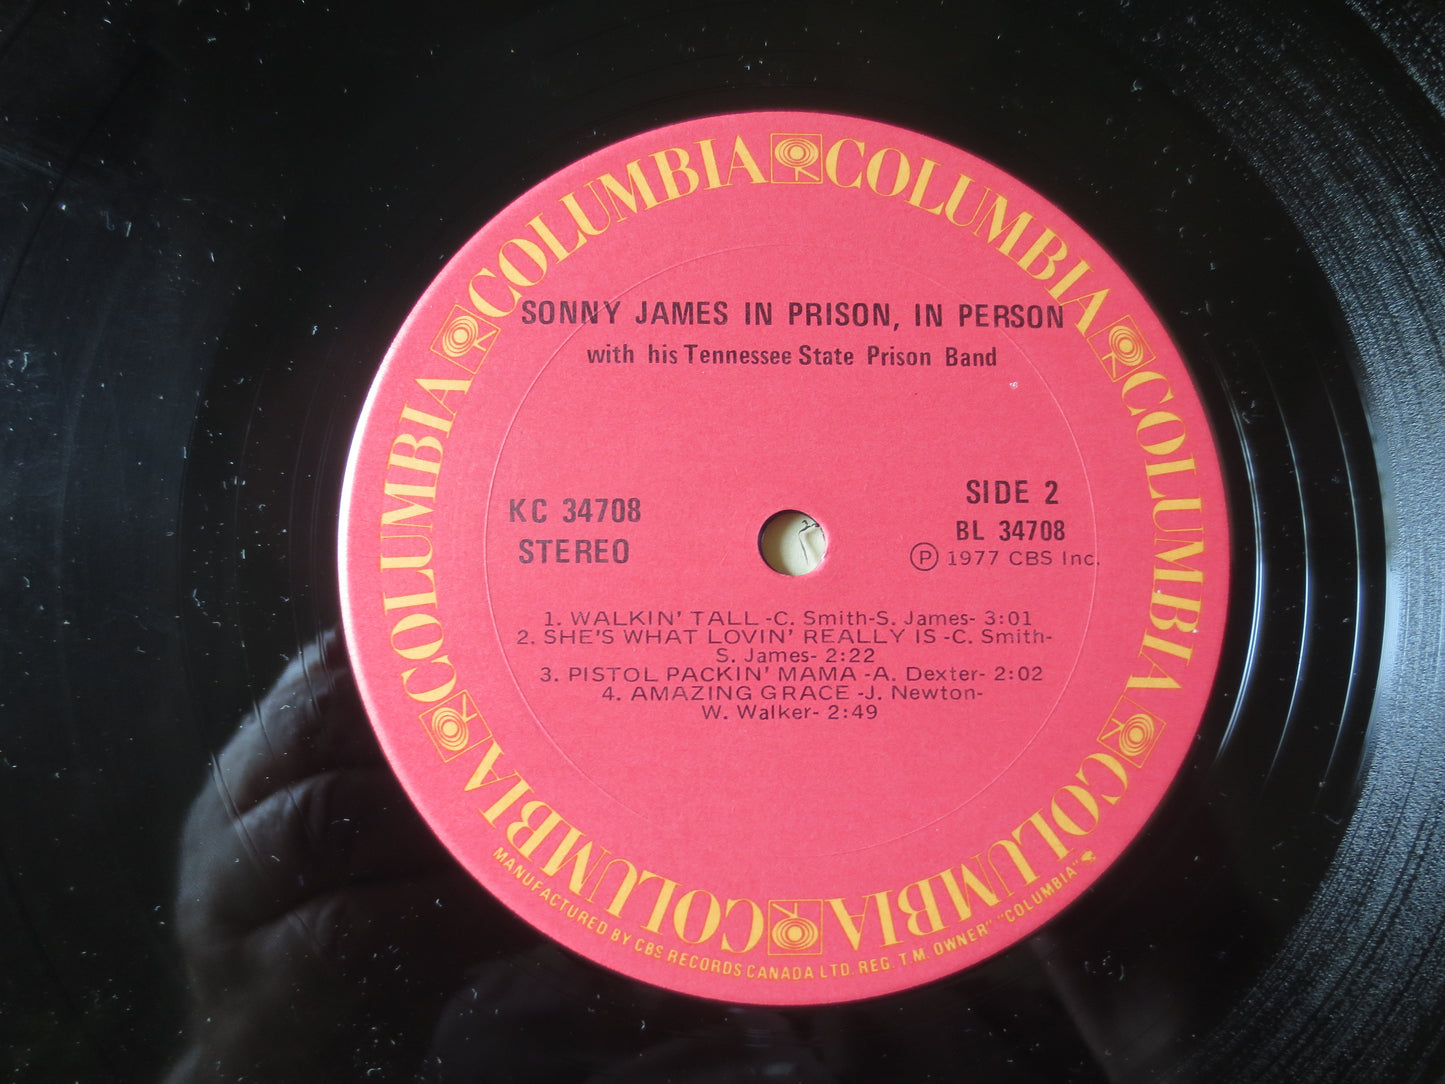 COLUMBIA COLUMBIA COLUMBIA COLUMBIA COLUMBIA COLUMBIA COLUMBIA COLUMBIA
SONNY JAMES IN PRISON, IN PERSON
with his Tennessee State Prison Band
KC 34708
STEREO
SIDE 2
BL 34708
Ⓟ 1977 CBS Inc.
1. WALKIN' TALL -C. Smith-S. James- 3:01
2. SHE'S WHAT LOVIN' REALLY IS -C. Smith-
S. James- 2:22
3. PISTOL PACKIN' MAMA -A. Dexter- 2:02
4. AMAZING GRACE -J. Newton-
W. Walker- 2:49
MANUFACTURED BY CBS RECORDS CANADA LTD. REG. T.M. OWNER" "COLUMBIA"